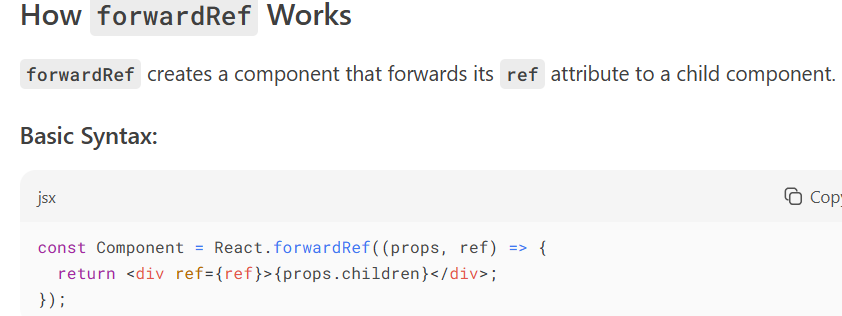 How forwardRef Works
forwardRef creates a component that forwards its ref attribute to a child component.
Basic Syntax:
jsx
Copy
const Component = React.forwardRef((props, ref) => {
  return <div ref={ref}>{props.children}</div>;
});